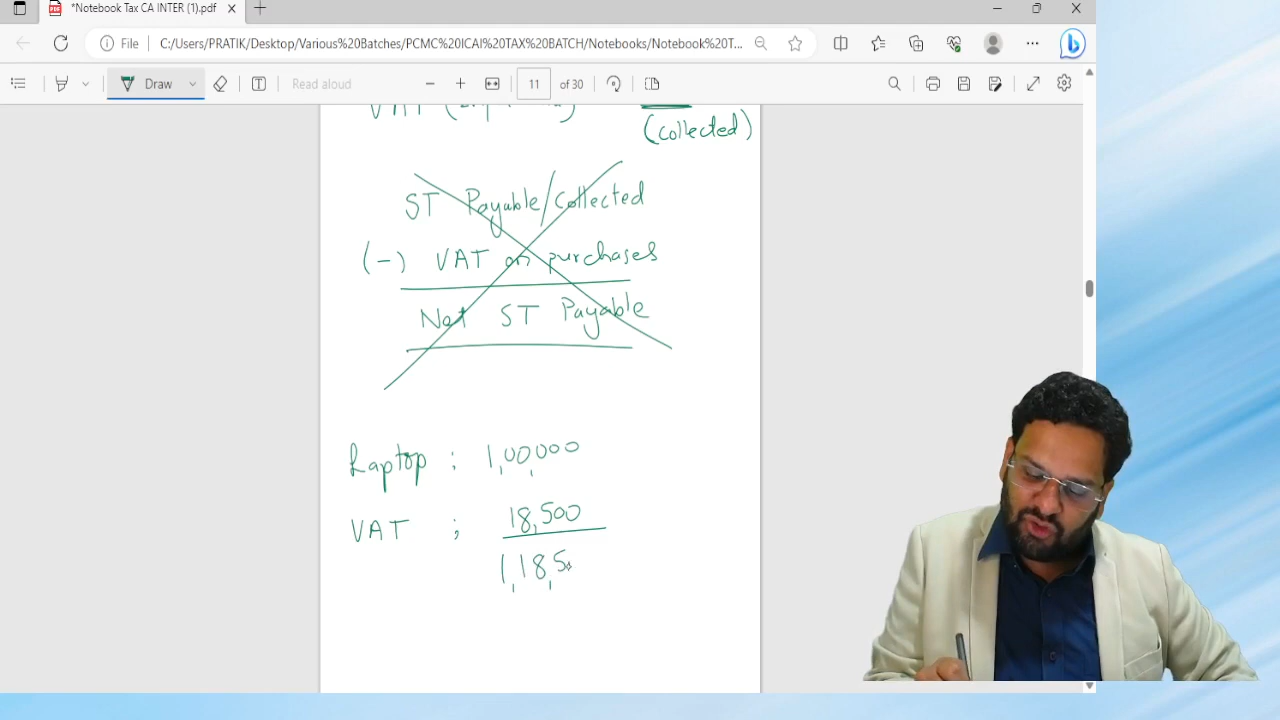 *Notebook Tax CA INTER (1).pdf
File C:/Users/PRATIK/Desktop/Various%20Batches/PCMC%20ICAI%20TAX%20BATCH/Notebooks/Notebook%20T...
Draw Read aloud 11 of 30
VAT
(collected)
ST Payable/Collected
(-) VAT on purchases
Net ST Payable
Laptop : 1,00,000
VAT : 18,500
1,18,5